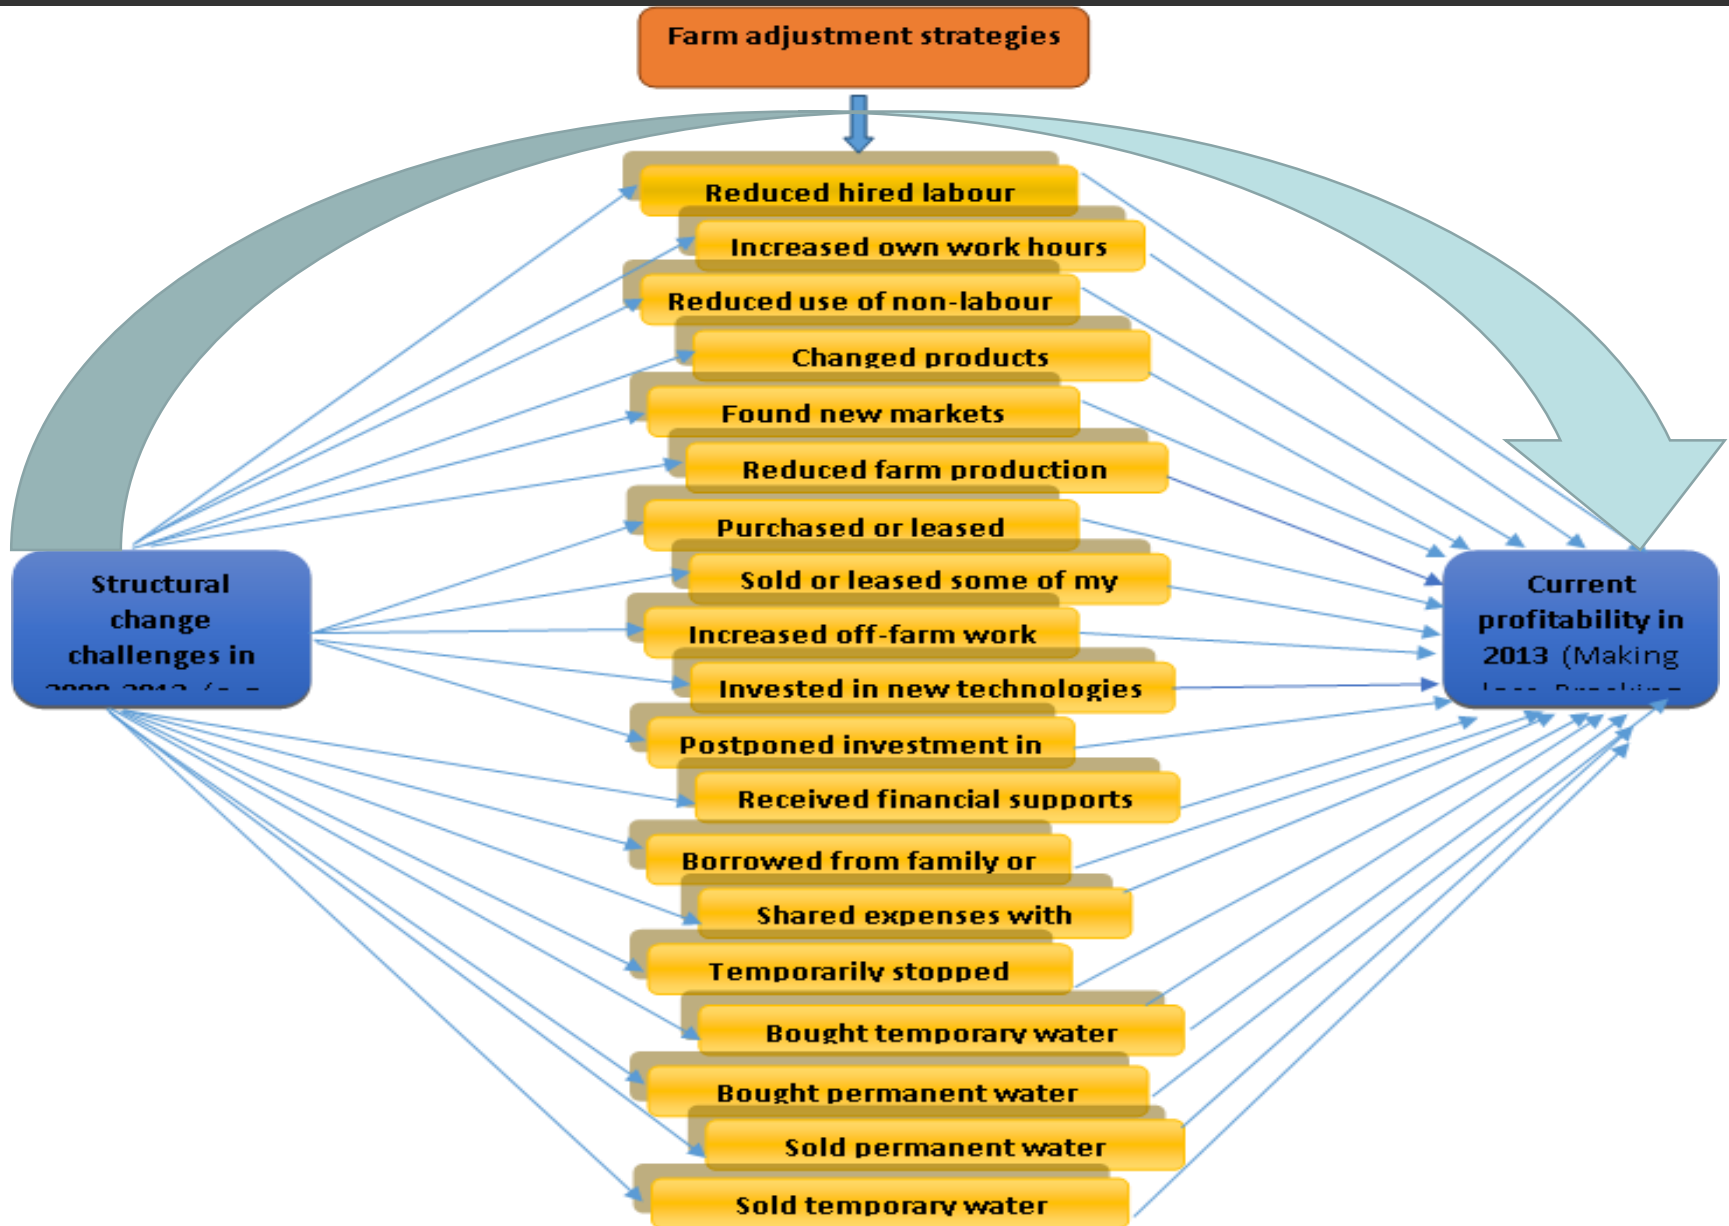 Farm adjustment strategies
Reduced hired labour
Increased own work hours
Reduced use of non-labour
Changed products
Found new markets
Reduced farm production
Purchased or leased
Sold or leased some of my
Increased off-farm work
Invested in new technologies
Postponed investment in
Received financial supports
Borrowed from family or
Shared expenses with
Temporarily stopped
Bought temporary water
Bought permanent water
Sold permanent water
Sold temporary water
Structural
change
challenges in
Current
profitability in
2013 (Making